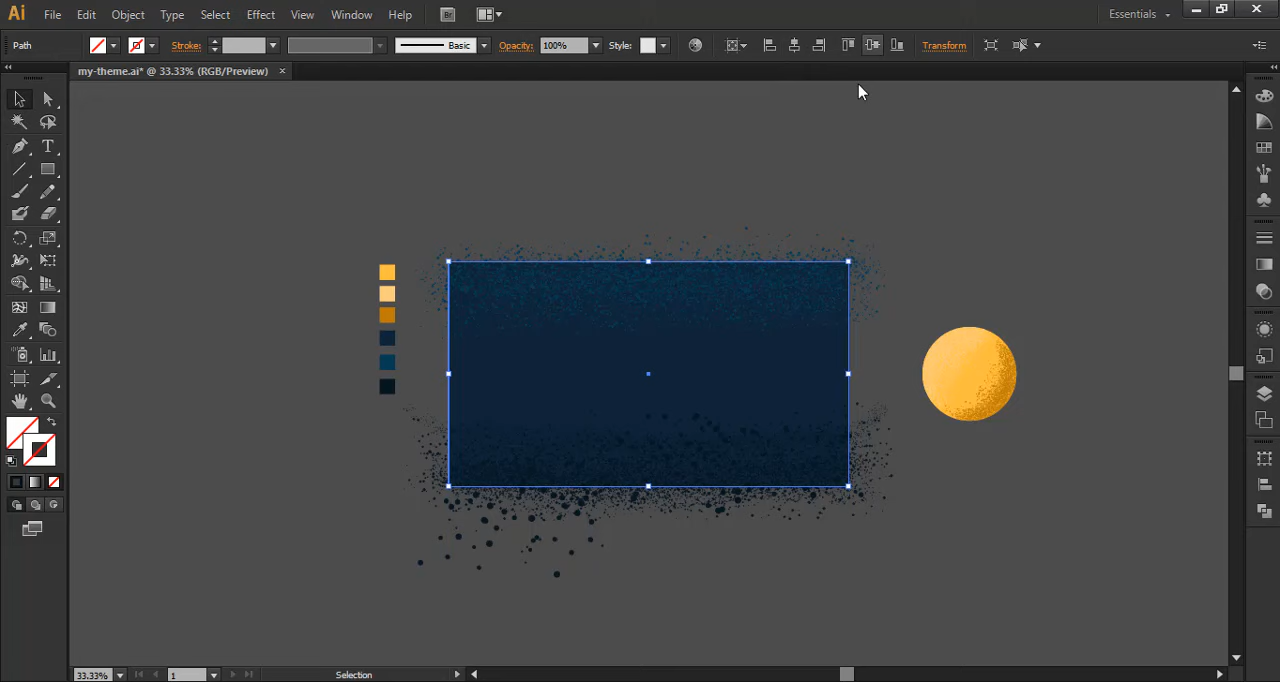 Ai File Edit Object Type Select Effect View Window Help Br Essentials
Path Stroke: Basic Opacity: 100% Style: Transform
my-theme.ai* @ 33.33% (RGB/Preview)
T
33.33% 1 Selection